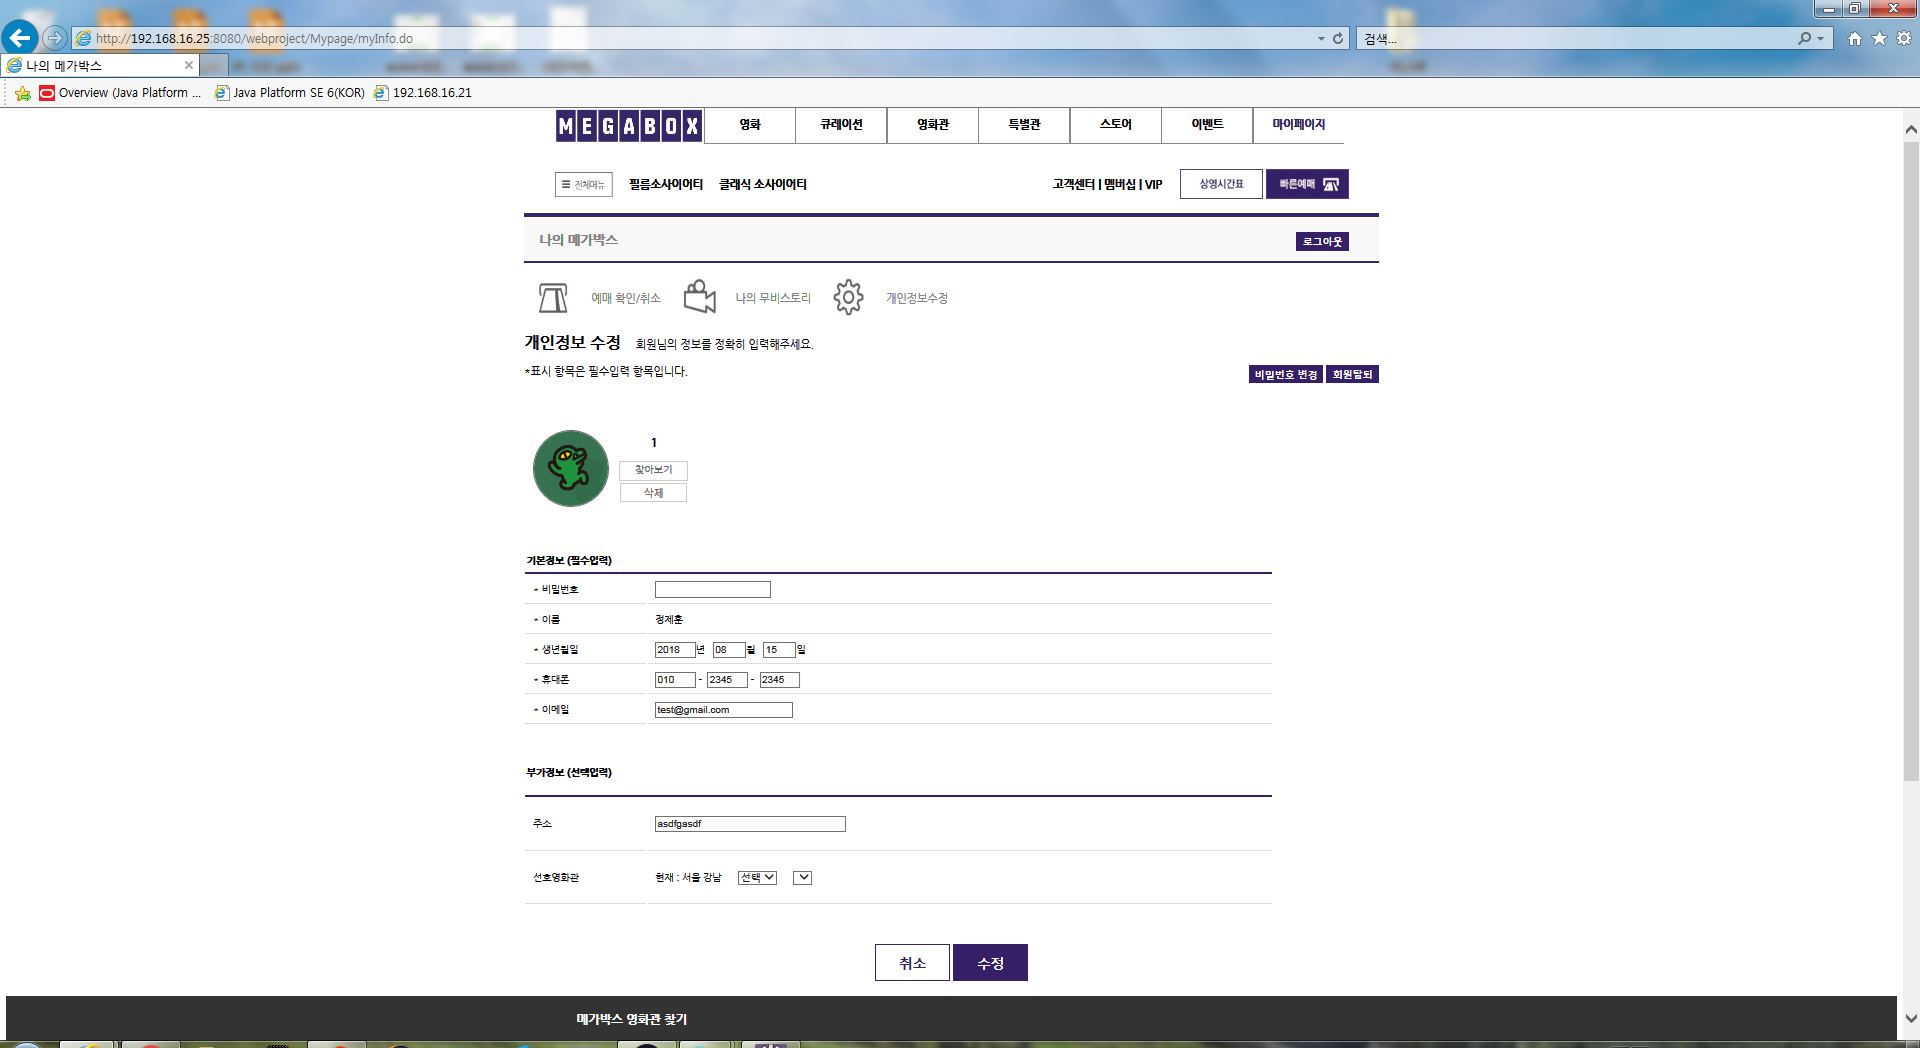 http://192.168.16.25:8080/webproject/Mypage/myInfo.do
검색...
나의 메가박스
Overview (Java Platform ...
Java Platform SE 6(KOR)
192.168.16.21
MEGABOX
영화
큐레이션
영화관
특별관
스토어
이벤트
마이페이지
전체메뉴
필름소사이어티
클래식 소사이어티
고객센터 | 멤버십 | VIP
상영시간표
빠른예매
나의 메가박스
로그아웃
예매 확인/취소
나의 무비스토리
개인정보수정
개인정보 수정 회원님의 정보를 정확히 입력해주세요.
*표시 항목은 필수입력 항목입니다.
비밀번호 변경
회원탈퇴
1
찾아보기
삭제
기본정보 (필수입력)
* 비밀번호
* 이름 정제훈
* 생년월일 2018 년 08 월 15 일
* 휴대폰 010 - 2345 - 2345
* 이메일 test@gmail.com
부가정보 (선택입력)
주소 asdfgasdf
선호영화관 현재 : 서울 강남 선택
취소
수정
메가박스 영화관 찾기